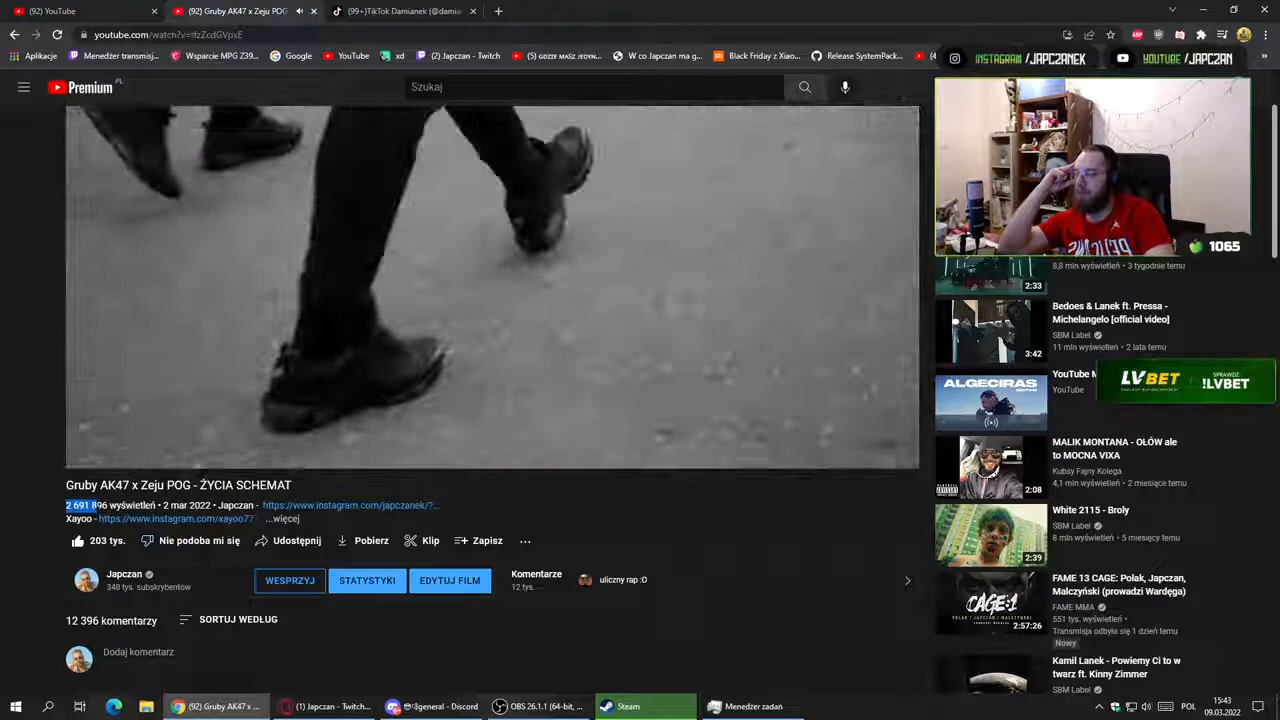 (92) YouTube
(92) Gruby AK47 x Zeju POG
(99+)TikTok Damianek (@damia
youtube.com/watch?v=IfzZcdGVpxE
Aplikacje
Menedżer transmisj...
Wsparcie MPG Z39...
Google
YouTube
xd
(2) Japczan - Twitch
W co Japczan ma g...
Black Friday z Xiao...
Release SystemPack...
INSTAGRAM /JAPCZANEK
YOUTUBE /JAPCZAN
Premium PL
Szukaj
1065
8,8 mln wyświetleń • 3 tygodnie temu
2:33
Bedoes & Lanek ft. Pressa -
Michelangelo [official video]
SBM Label
11 mln wyświetleń • 2 lata temu
3:42
YouTube M
YouTube
ALGECIRAS
LVBET
SPRAWDŹ
!LVBET
MALIK MONTANA - OŁÓW ale
to MOCNA VIXA
Kubsy Fajny Kolega
4,1 mln wyświetleń • 2 miesiące temu
2:08
White 2115 - Broly
SBM Label
8 mln wyświetleń • 5 miesięcy temu
2:39
FAME 13 CAGE: Polak, Japczan,
Malczyński (prowadzi Wardęga)
FAME MMA
551 tys. wyświetleń •
Transmisja odbyła się 1 dzień temu
Nowy
CAGE:1
POLAK / JAPCZAN / MALCZYŃSKI
2:57:26
Kamil Lanek - Powiemy Ci to w
twarz ft. Kinny Zimmer
SBM Label
Gruby AK47 x Zeju POG - ŻYCIA SCHEMAT
2 691 896 wyświetleń • 2 mar 2022 • Japczan - https://www.instagram.com/japczanek/?...
Xayoo - https://www.instagram.com/xayoo77 ...więcej
203 tys.
Nie podoba mi się
Udostępnij
Pobierz
Klip
Zapisz
Japczan
348 tys. subskrybentów
WESPRZYJ
STATYSTYKI
EDYTUJ FILM
Komentarze
12 tys.
uliczny rap :O
12 396 komentarzy
SORTUJ WEDŁUG
Dodaj komentarz
(92) Gruby AK47 x ...
(1) Japczan - Twitch...
general - Discord
OBS 26.1.1 (64-bit, ...
Steam
Menedżer zadań
POL
15:43
09.03.2022